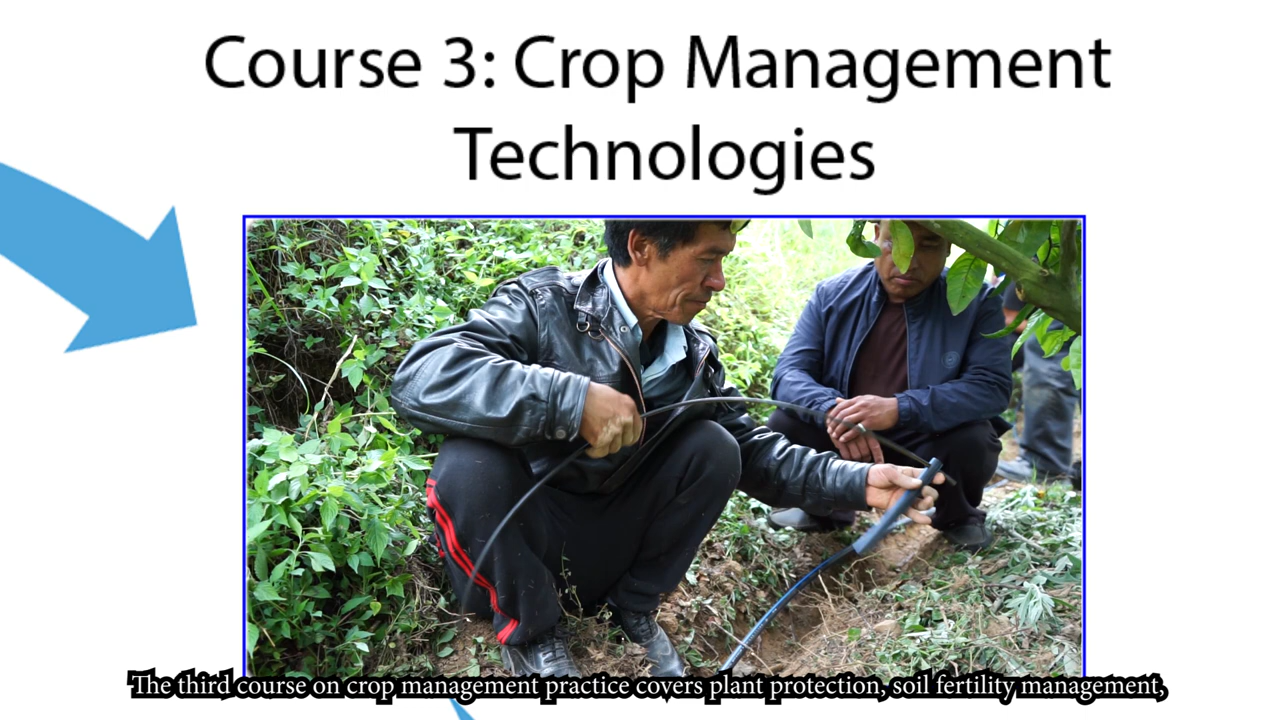 Course 3: Crop Management
Technologies
The third course on crop management practice covers plant protection, soil fertility management,